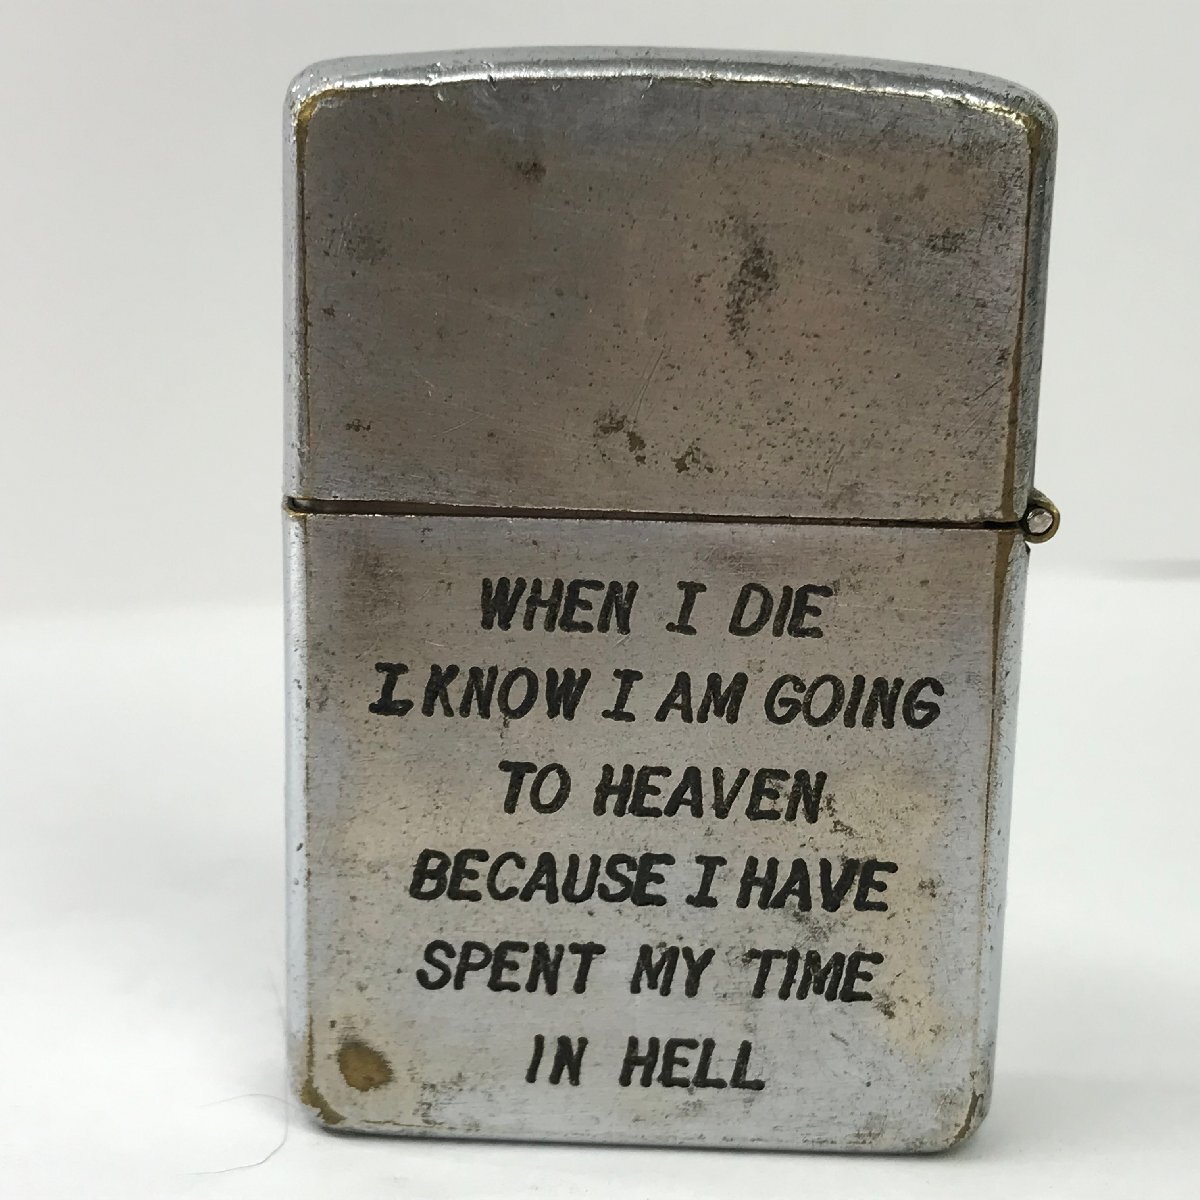 WHEN I DIE
I KNOW I AM GOING
TO HEAVEN
BECAUSE I HAVE
SPENT MY TIME
IN HELL